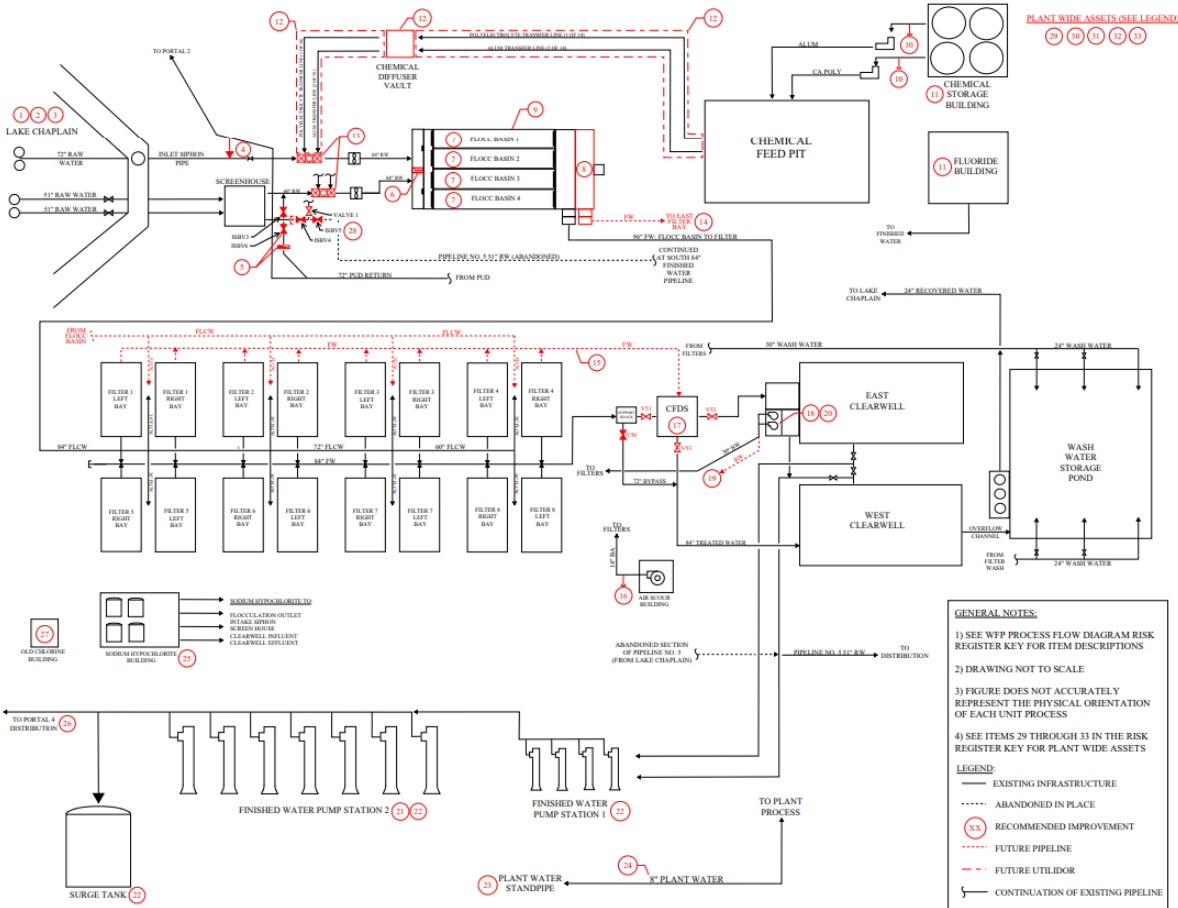 PLANT WIDE ASSETS (SEE LEGEND)
29 30 31 32 33
12
12
12
TO PORTAL 2
POLYELECTROLYTE TRANSFER LINE (1 OF 18)
ALUM TRANSFER LINE (2 OF 18)
CHEMICAL
DIFFUSER
VAULT
ALUM
10
CA POLY
10
11
CHEMICAL
STORAGE
BUILDING
1 2 3
LAKE CHAPLAIN
72" RAW
WATER
INLET SIPHON
PIPE
4
13
84" RW
9
7 FLOCC BASIN 1
7 FLOCC BASIN 2
7 FLOCC BASIN 3
7 FLOCC BASIN 4
8
6
CHEMICAL
FEED PIT
11
FLUORIDE
BUILDING
51" RAW WATER
51" RAW WATER
SCREENHOUSE
60" RW
VALVE 1
ISBV3
ISBV6
ISBV5
ISBV4
28
5
FW
TO EAST
FILTER
BAY
14
96" FW: FLOCC BASIN TO FILTER
TO
FINISHED
WATER
PIPELINE NO. 5 51" RW (ABANDONED)
CONTINUED
AT SOUTH 84"
FINISHED
WATER
PIPELINE
72" PUD RETURN
FROM PUD
TO LAKE
CHAPLAIN
24" RECOVERED WATER
FROM
FLOCC
BASIN
FLCW
FLCW
FW
FW
15
FROM
FILTERS
30" WASH WATER
24" WASH WATER
FILTER 1
LEFT
BAY
FILTER 1
RIGHT
BAY
FILTER 2
LEFT
BAY
FILTER 2
RIGHT
BAY
FILTER 3
LEFT
BAY
FILTER 3
RIGHT
BAY
FILTER 4
LEFT
BAY
FILTER 4
RIGHT
BAY
SUPPORT
BLOCK
V51
CFDS
17
V52
V50
V53
18 20
EAST
CLEARWELL
WASH
WATER
STORAGE
POND
84" FLCW
72" FLCW
60" FLCW
84" FW
TO
FILTERS
30" BW
BW
19
72" BYPASS
FILTER 5
RIGHT
BAY
FILTER 5
LEFT
BAY
FILTER 6
RIGHT
BAY
FILTER 6
LEFT
BAY
FILTER 7
RIGHT
BAY
FILTER 7
LEFT
BAY
FILTER 8
RIGHT
BAY
FILTER 8
LEFT
BAY
WEST
CLEARWELL
OVERFLOW
CHANNEL
TO
FILTERS
84" TREATED WATER
FROM
FILTER
WASH
24" WASH WATER
16
AIR SCOUR
BUILDING
27
OLD CHLORINE
BUILDING
SODIUM HYPOCHLORITE TO:
FLOCCULATION OUTLET
INTAKE SIPHON
SCREEN HOUSE
CLEARWELL INFLUENT
CLEARWELL EFFLUENT
SODIUM HYPOCHLORITE
BUILDING
25
ABANDONED SECTION
OF PIPELINE NO. 5
(FROM LAKE CHAPLAIN)
PIPELINE NO. 5 51" RW
TO
DISTRIBUTION
TO PORTAL 4
DISTRIBUTION
26
FINISHED WATER PUMP STATION 2 21 22
FINISHED WATER
PUMP STATION 1
22
SURGE TANK 22
TO PLANT
PROCESS
24
8" PLANT WATER
23
PLANT WATER
STANDPIPE
GENERAL NOTES:
1) SEE WFP PROCESS FLOW DIAGRAM RISK
REGISTER KEY FOR ITEM DESCRIPTIONS
2) DRAWING NOT TO SCALE
3) FIGURE DOES NOT ACCURATELY
REPRESENT THE PHYSICAL ORIENTATION
OF EACH UNIT PROCESS
4) SEE ITEMS 29 THROUGH 33 IN THE RISK
REGISTER KEY FOR PLANT WIDE ASSETS
LEGEND:
EXISTING INFRASTRUCTURE
ABANDONED IN PLACE
XX RECOMMENDED IMPROVEMENT
FUTURE PIPELINE
FUTURE UTILIDOR
CONTINUATION OF EXISTING PIPELINE